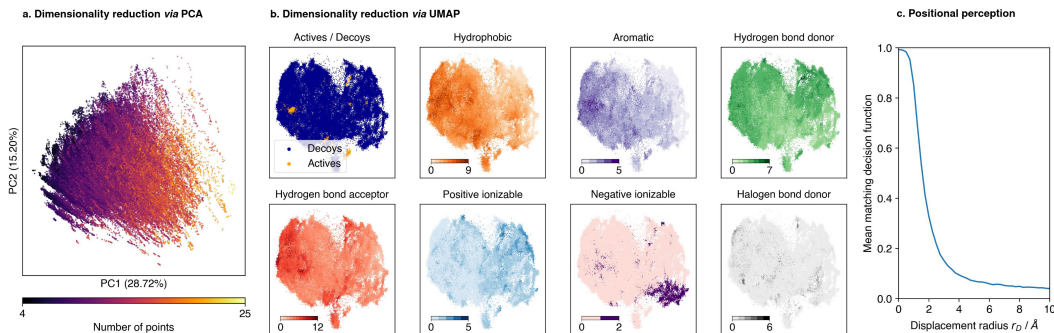 a. Dimensionality reduction via PCA
PC2 (15.20%)
PC1 (28.72%)
4 25
Number of points
b. Dimensionality reduction via UMAP
Actives / Decoys
Decoys
Actives
Hydrophobic
0 9
Aromatic
0 5
Hydrogen bond donor
0 7
Hydrogen bond acceptor
0 12
Positive ionizable
0 5
Negative ionizable
0 2
Halogen bond donor
0 6
c. Positional perception
Mean matching decision function
1.0
0.8
0.6
0.4
0.2
0.0
0 2 4 6 8 10
Displacement radius r_D / Å